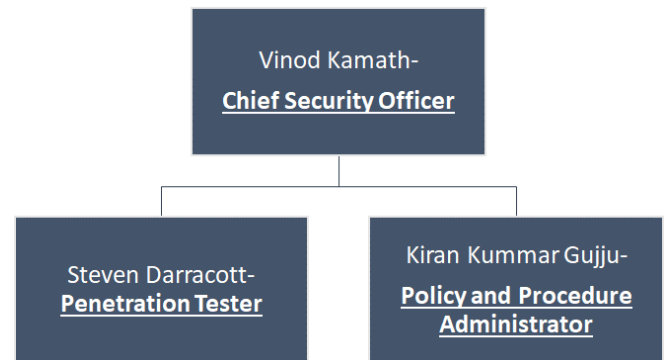 Vinod Kamath-
Chief Security Officer
Steven Darracott-
Penetration Tester
Kiran Kummar Gujju-
Policy and Procedure
Administrator